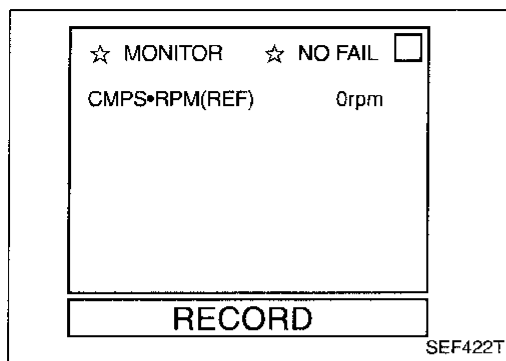 ☆ MONITOR ☆ NO FAIL
CMPS•RPM(REF) 0rpm
RECORD
SEF422T